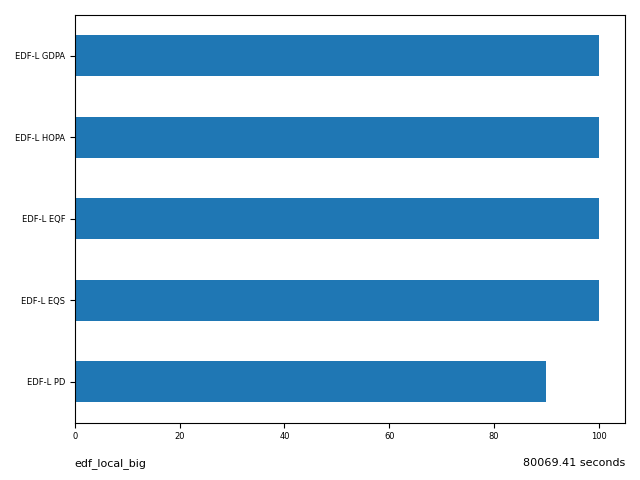 EDF-L GDPA
EDF-L HOPA
EDF-L EQF
EDF-L EQS
EDF-L PD
0 20 40 60 80 100
edf_local_big 80069.41 seconds